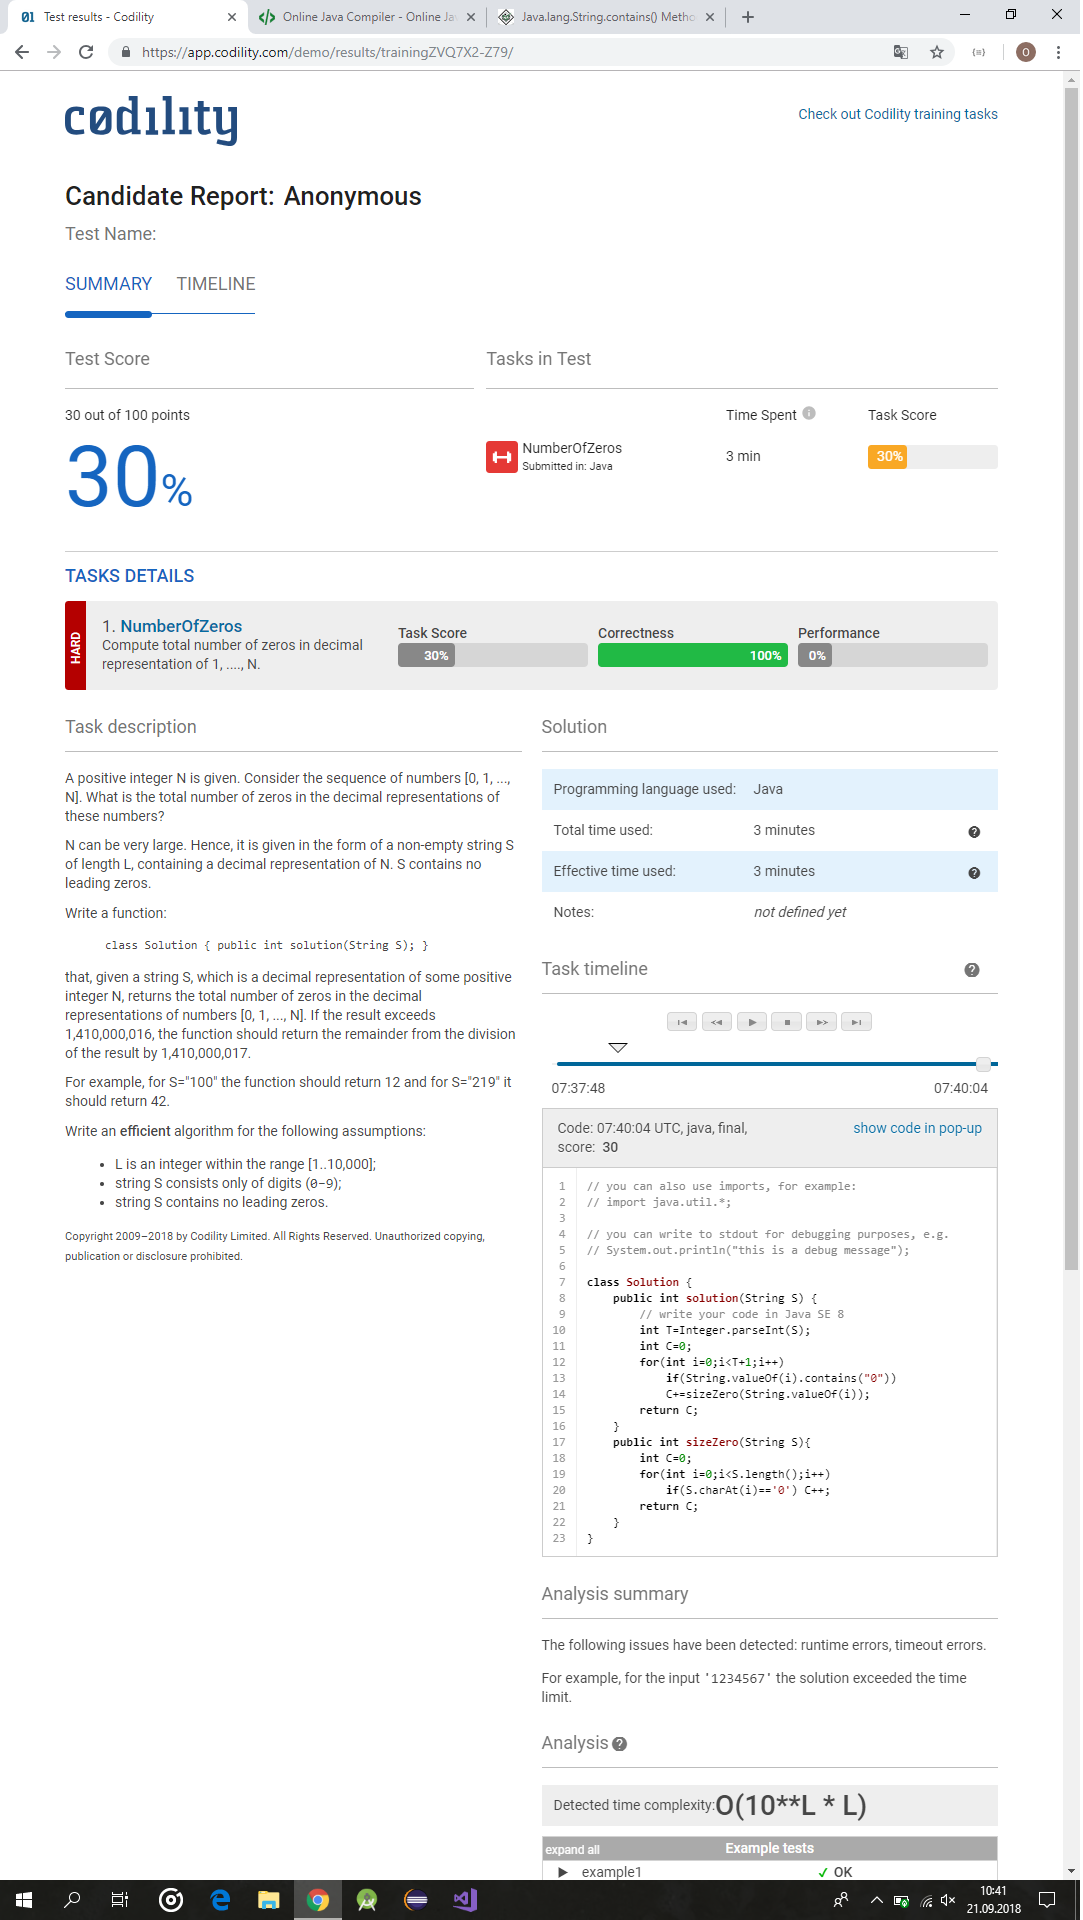 Test results - Codility
Online Java Compiler - Online Ja
Java.lang.String.contains() Metho
https://app.codility.com/demo/results/trainingZVQ7X2-Z79/
O
codility
Check out Codility training tasks
Candidate Report: Anonymous
Test Name:
SUMMARY TIMELINE
Test Score
Tasks in Test
30 out of 100 points
Time Spent
Task Score
30%
NumberOfZeros
Submitted in: Java
3 min
30%
TASKS DETAILS
HARD
1. NumberOfZeros
Compute total number of zeros in decimal
representation of 1, ...., N.
Task Score
30%
Correctness
100%
Performance
0%
Task description
A positive integer N is given. Consider the sequence of numbers [0, 1, ...,
N]. What is the total number of zeros in the decimal representations of
these numbers?
N can be very large. Hence, it is given in the form of a non-empty string S
of length L, containing a decimal representation of N. S contains no
leading zeros.
Write a function:
class Solution { public int solution(String S); }
that, given a string S, which is a decimal representation of some positive
integer N, returns the total number of zeros in the decimal
representations of numbers [0, 1, ..., N]. If the result exceeds
1,410,000,016, the function should return the remainder from the division
of the result by 1,410,000,017.
For example, for S="100" the function should return 12 and for S="219" it
should return 42.
Write an efficient algorithm for the following assumptions:
• L is an integer within the range [1..10,000];
• string S consists only of digits (0−9);
• string S contains no leading zeros.
Copyright 2009–2018 by Codility Limited. All Rights Reserved. Unauthorized copying,
publication or disclosure prohibited.
Solution
Programming language used: Java
Total time used: 3 minutes
Effective time used: 3 minutes
Notes: not defined yet
Task timeline
07:37:48
07:40:04
Code: 07:40:04 UTC, java, final,
score: 30
show code in pop-up
1 // you can also use imports, for example:
2 // import java.util.*;
3
4 // you can write to stdout for debugging purposes, e.g.
5 // System.out.println("this is a debug message");
6
7 class Solution {
8 public int solution(String S) {
9 // write your code in Java SE 8
10 int T=Integer.parseInt(S);
11 int C=0;
12 for(int i=0;i<T+1;i++)
13 if(String.valueOf(i).contains("0"))
14 C+=sizeZero(String.valueOf(i));
15 return C;
16 }
17 public int sizeZero(String S){
18 int C=0;
19 for(int i=0;i<S.length();i++)
20 if(S.charAt(i)=='0') C++;
21 return C;
22 }
23 }
Analysis summary
The following issues have been detected: runtime errors, timeout errors.
For example, for the input '1234567' the solution exceeded the time
limit.
Analysis
Detected time complexity: O(10**L * L)
expand all
Example tests
example1
✓ OK
10:41
21.09.2018